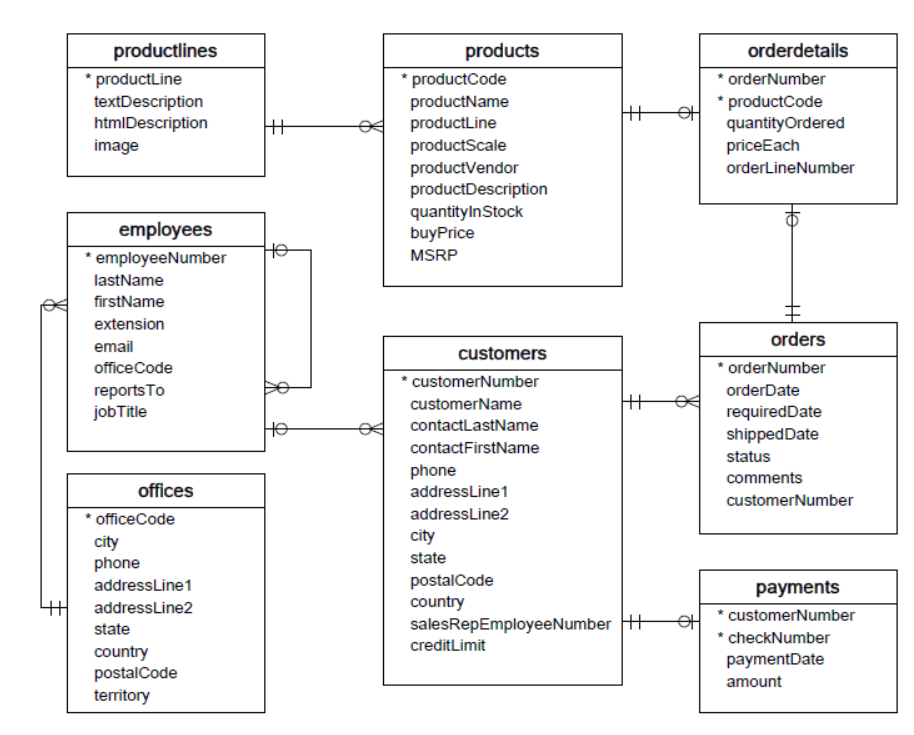 productlines
* productLine
textDescription
htmlDescription
image
products
* productCode
productName
productLine
productScale
productVendor
productDescription
quantityInStock
buyPrice
MSRP
orderdetails
* orderNumber
* productCode
quantityOrdered
priceEach
orderLineNumber
employees
* employeeNumber
lastName
firstName
extension
email
officeCode
reportsTo
jobTitle
customers
* customerNumber
customerName
contactLastName
contactFirstName
phone
addressLine1
addressLine2
city
state
postalCode
country
salesRepEmployeeNumber
creditLimit
orders
* orderNumber
orderDate
requiredDate
shippedDate
status
comments
customerNumber
offices
* officeCode
city
phone
addressLine1
addressLine2
state
country
postalCode
territory
payments
* customerNumber
* checkNumber
paymentDate
amount